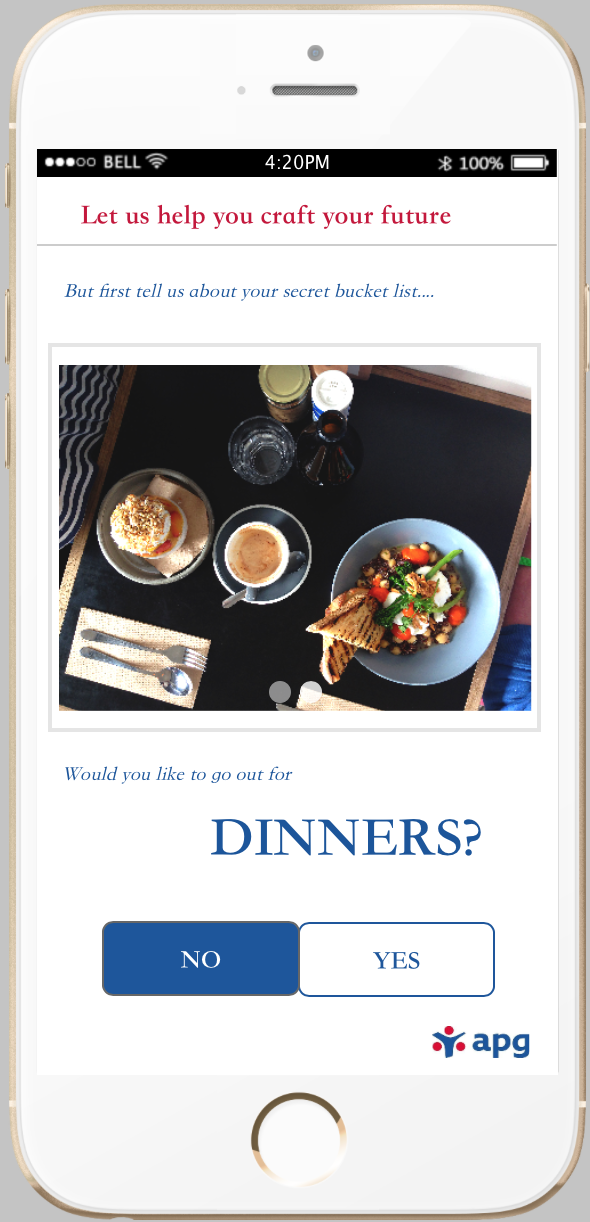 BELL 4:20PM 100%
Let us help you craft your future
But first tell us about your secret bucket list....
Would you like to go out for
DINNERS?
NO YES
apg